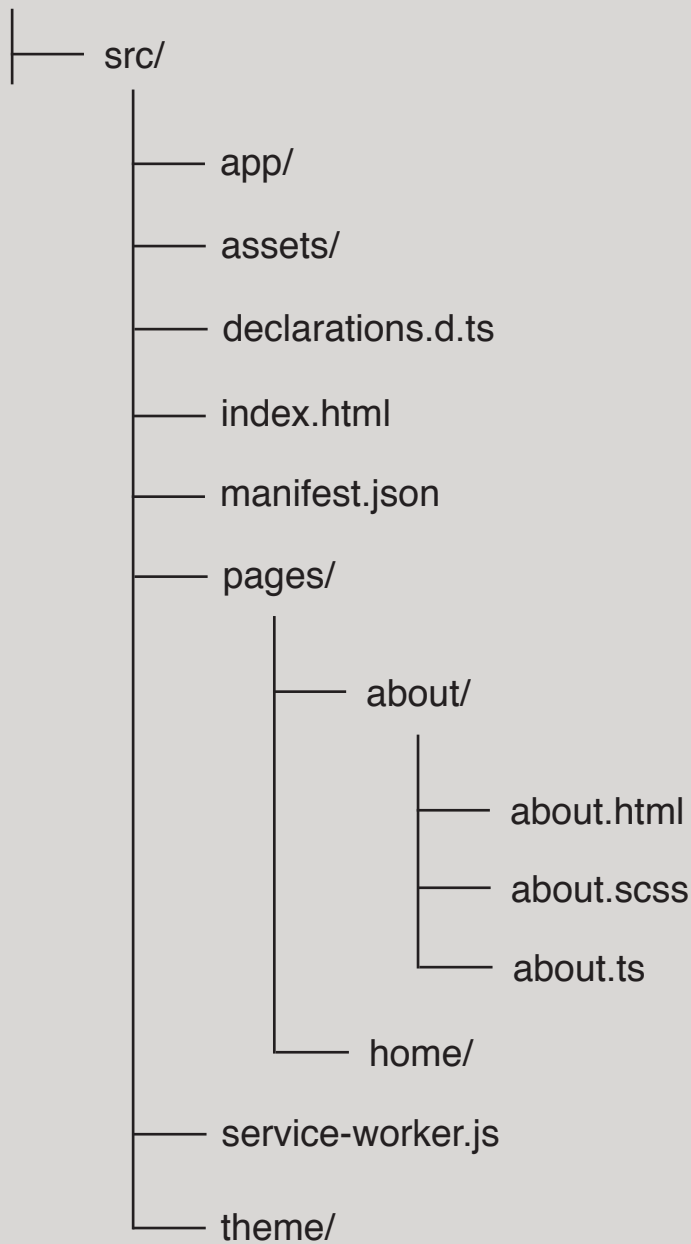 src/
app/
assets/
declarations.d.ts
index.html
manifest.json
pages/
about/
about.html
about.scss
about.ts
home/
service-worker.js
theme/